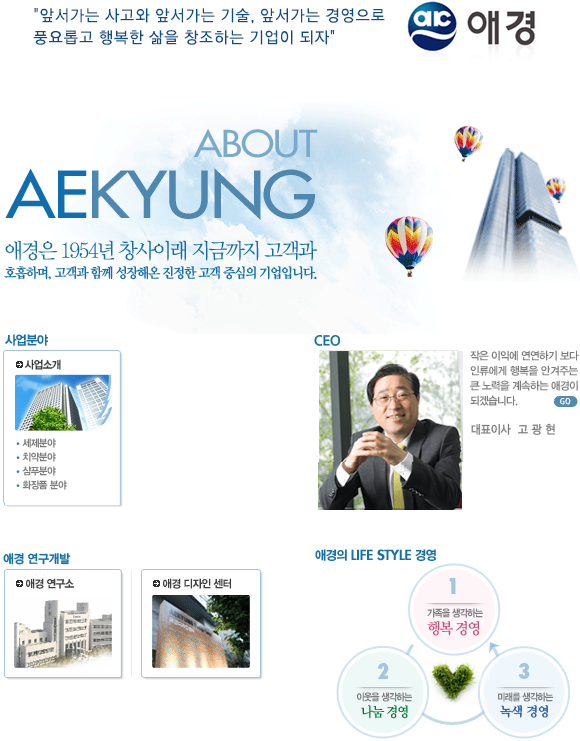 "앞서가는 사고와 앞서가는 기술, 앞서가는 경영으로
풍요롭고 행복한 삶을 창조하는 기업이 되자"
애경
ABOUT
AEKYUNG
애경은 1954년 창사이래 지금까지 고객과
호흡하며, 고객과 함께 성장해온 진정한 고객 중심의 기업입니다.
사업분야
사업소개
• 세제분야
• 치약분야
• 샴푸분야
• 화장품 분야
CEO
작은 이익에 연연하기 보다
인류에게 행복을 안겨주는
큰 노력을 계속하는 애경이
되겠습니다. GO
대표이사 고 광 현
애경 연구개발
애경 연구소
애경 디자인 센터
애경의 LIFE STYLE 경영
1
가족을 생각하는
행복 경영
2
이웃을 생각하는
나눔 경영
3
미래를 생각하는
녹색 경영